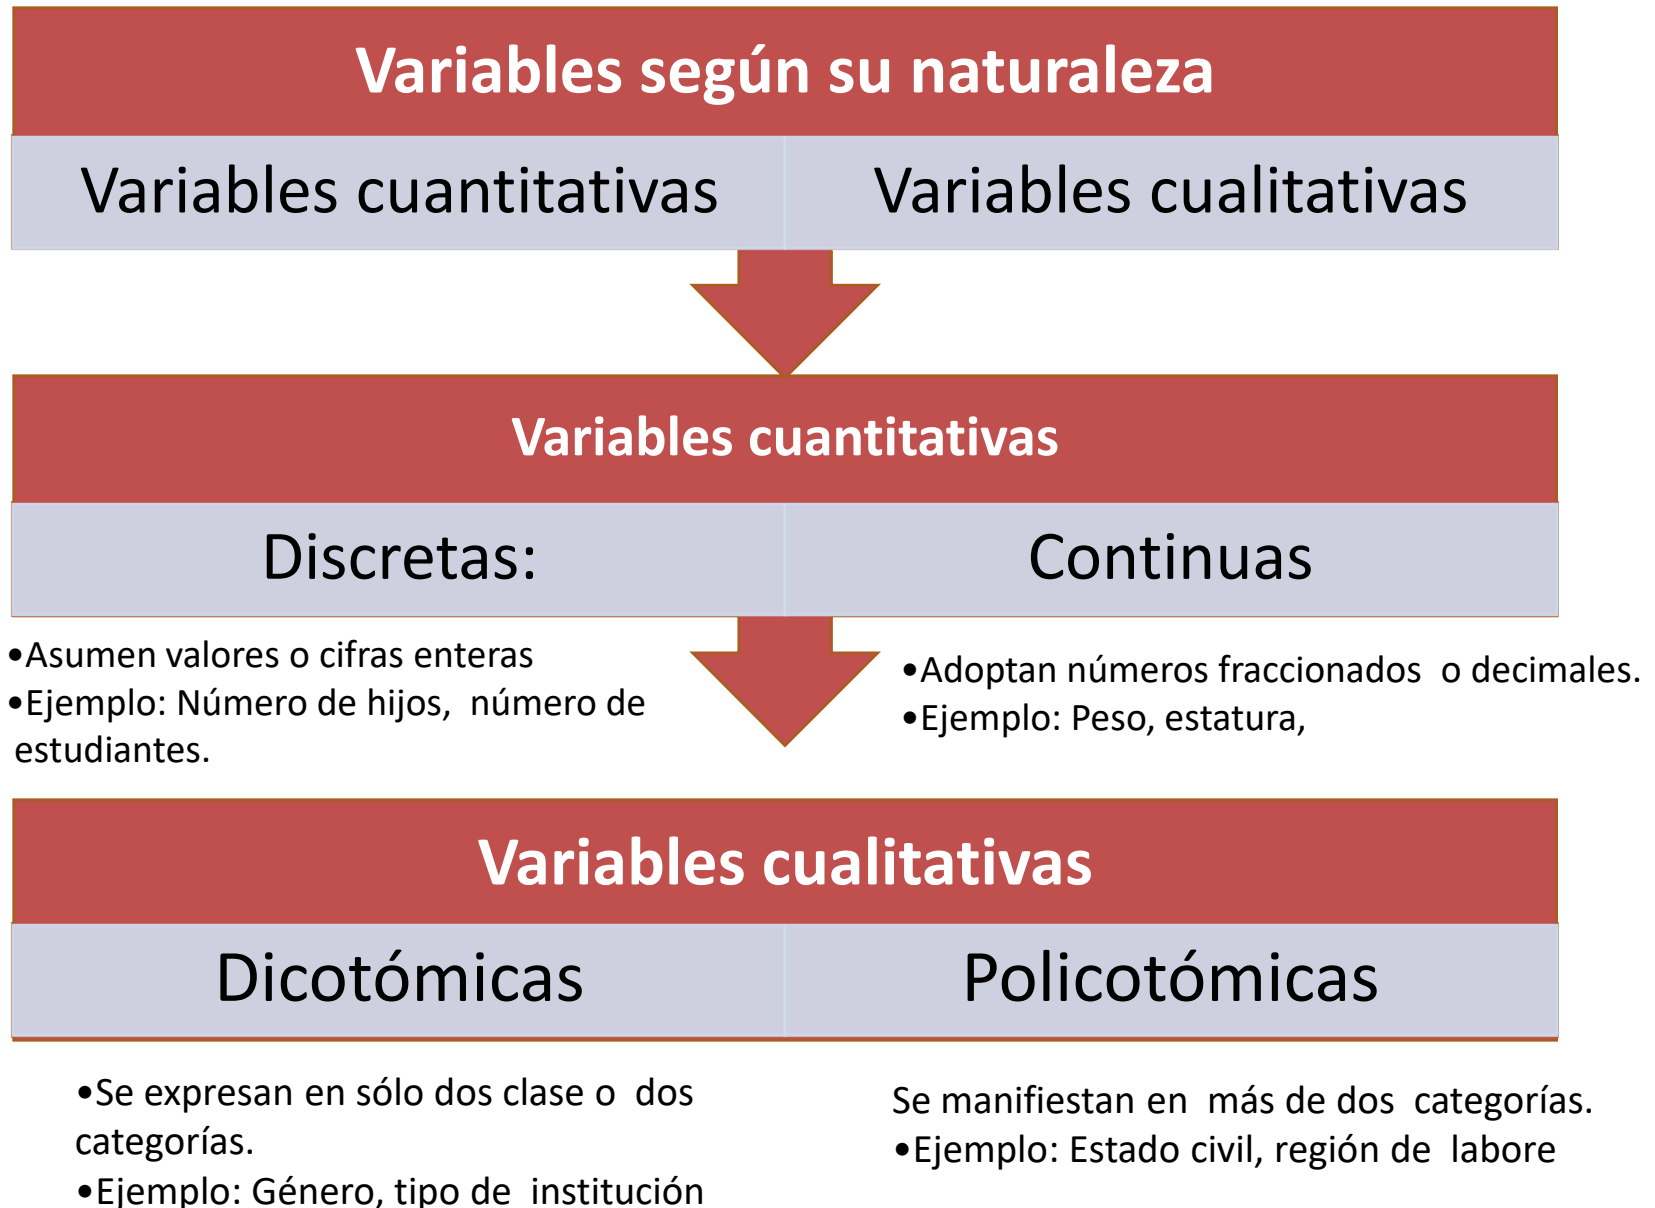 Variables según su naturaleza
Variables cuantitativas
Variables cualitativas
Variables cuantitativas
Discretas:
Continuas
•Asumen valores o cifras enteras
•Ejemplo: Número de hijos, número de
estudiantes.
•Adoptan números fraccionados o decimales.
•Ejemplo: Peso, estatura,
Variables cualitativas
Dicotómicas
Policotómicas
•Se expresan en sólo dos clase o dos
categorías.
•Ejemplo: Género, tipo de institución
Se manifiestan en más de dos categorías.
•Ejemplo: Estado civil, región de labore